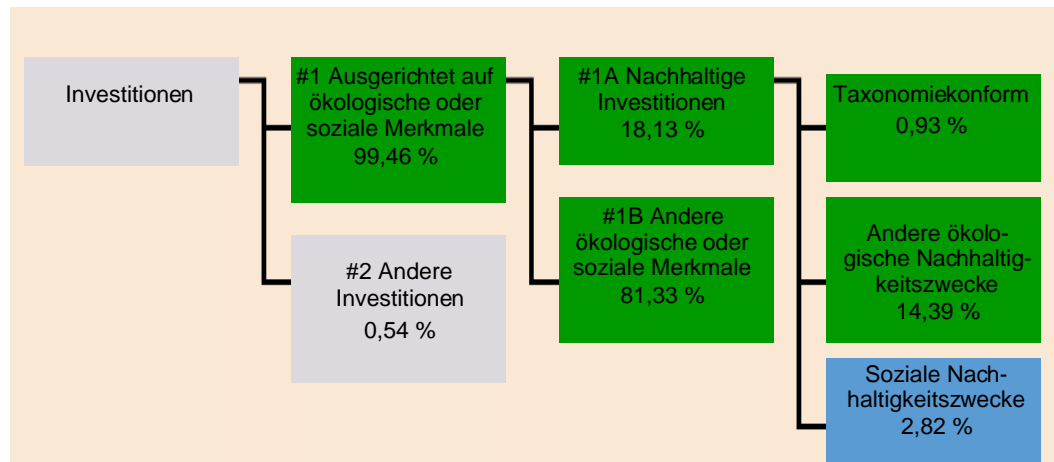 Investitionen
#1 Ausgerichtet auf
ökologische oder
soziale Merkmale
99,46 %
#2 Andere
Investitionen
0,54 %
#1A Nachhaltige
Investitionen
18,13 %
#1B Andere
ökologische oder
soziale Merkmale
81,33 %
Taxonomiekonform
0,93 %
Andere ökolo-
gische Nachhaltig-
keitszwecke
14,39 %
Soziale Nach-
haltigkeitszwecke
2,82 %